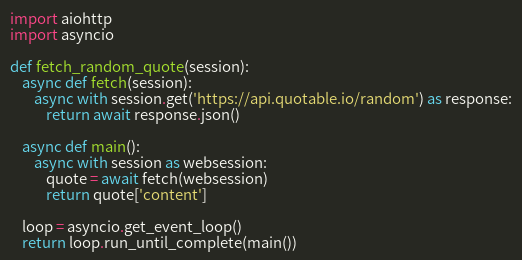 import aiohttp
import asyncio

def fetch_random_quote(session):
    async def fetch(session):
        async with session.get('https://api.quotable.io/random') as response:
            return await response.json()

    async def main():
        async with session as websession:
            quote = await fetch(websession)
            return quote['content']

    loop = asyncio.get_event_loop()
    return loop.run_until_complete(main())